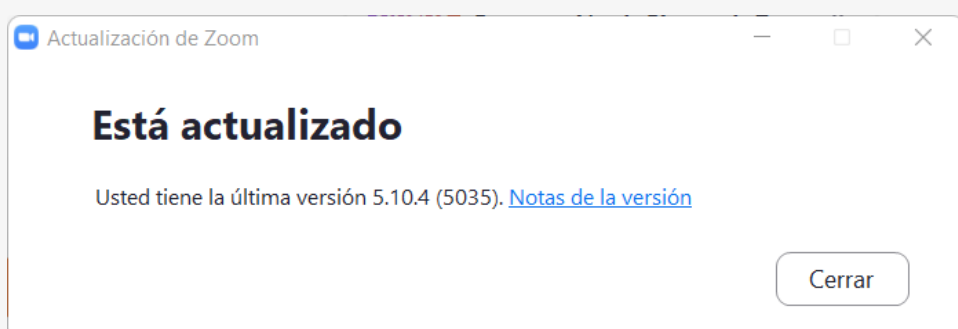 Actualización de Zoom
Está actualizado
Usted tiene la última versión 5.10.4 (5035). Notas de la versión
Cerrar